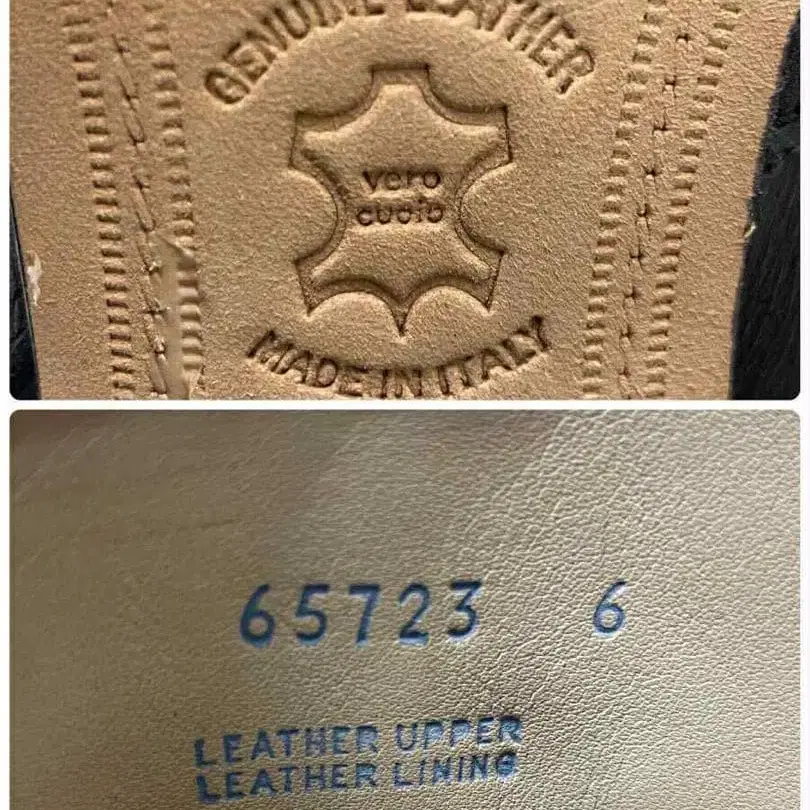 GENUINE LEATHER
vero
cuoio
MADE IN ITALY
65723 6
LEATHER UPPER
LEATHER LINING